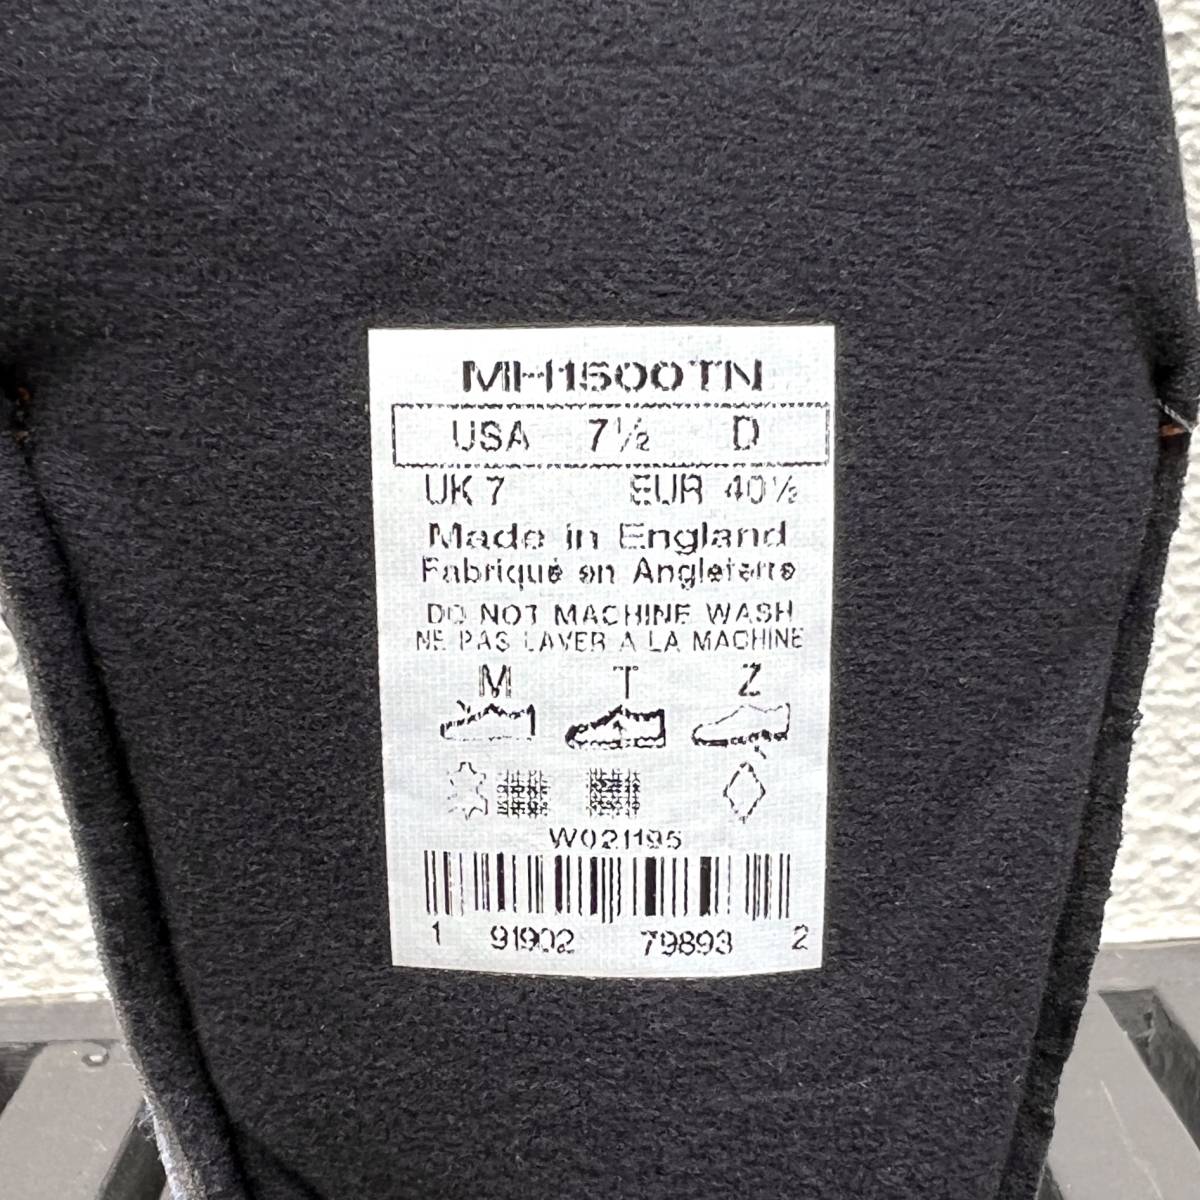 MH1500TN
USA 7½ D
UK 7 EUR 40½
Made in England
Fabriqué en Angleterre
DO NOT MACHINE WASH
NE PAS LAVER A LA MACHINE
M T Z
W021195
1 91902 79893 2